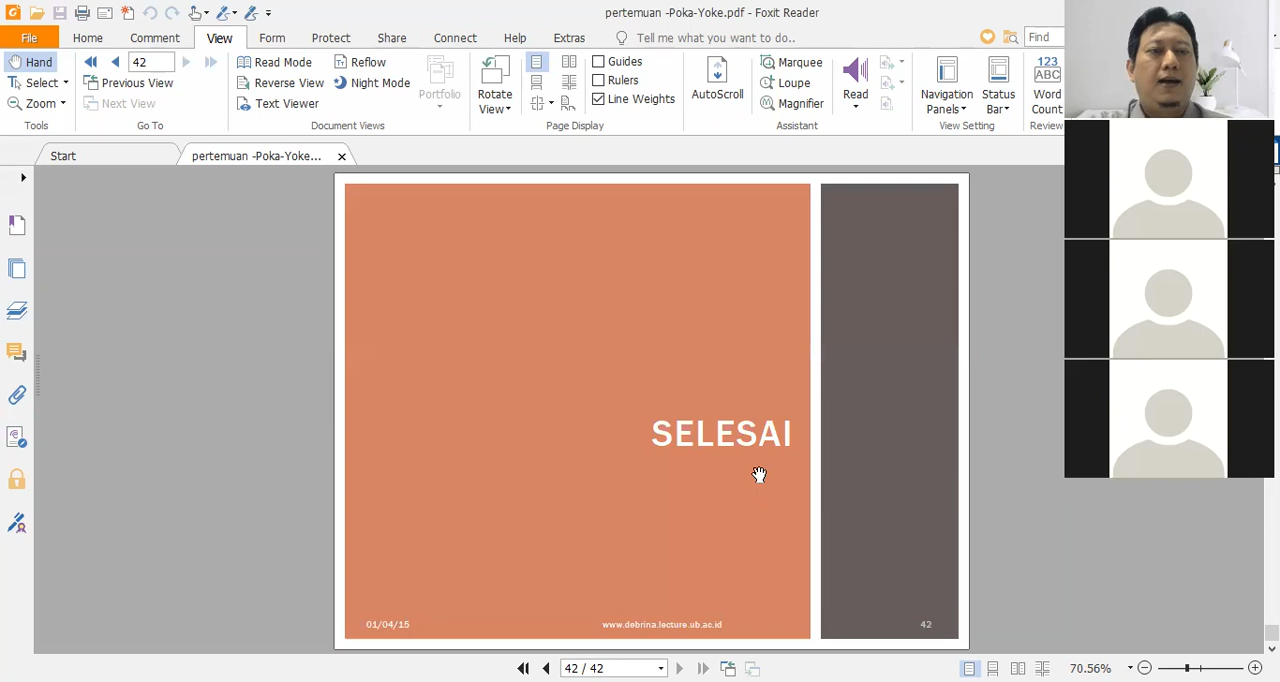 pertemuan -Poka-Yoke.pdf - Foxit Reader
File Home Comment View Form Protect Share Connect Help Extras Tell me what you want to do.. Find
Hand 42 Read Mode Reflow Guides Marquee
Select Previous View Reverse View Night Mode Rulers Loupe
Zoom Next View Text Viewer Line Weights Magnifier
Portfolio Rotate View AutoScroll Read Navigation Panels Status Bar 123 ABC Word Count
Tools Go To Document Views Page Display Assistant View Setting Review
Start pertemuan -Poka-Yoke...
SELESAI
01/04/15 www.debrina.lecture.ub.ac.id 42
42 / 42 70.56%